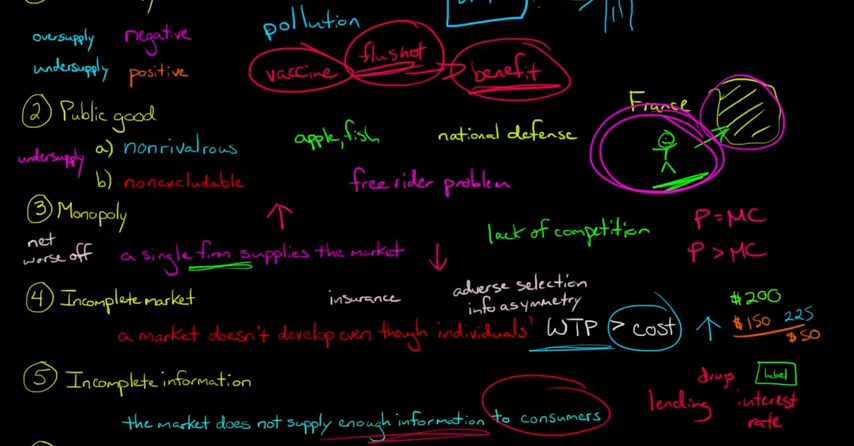 pollution
oversupply negative
undersupply positive
vaccine flushot benefit
② Public good
France
undersupply
a) nonrivalrous
apple, fish
national defense
b) nonexcludable
free rider problem
③ Monopoly
net worse off
a single firm supplies the market
lack of competition
P = MC
P > MC
④ Incomplete market
insurance
adverse selection
info asymmetry
a market doesn't develop even though individuals' WTP > cost
$200
$150 225
$50
⑤ Incomplete information
the market does not supply enough information to consumers
drugs label
lending interest
rate